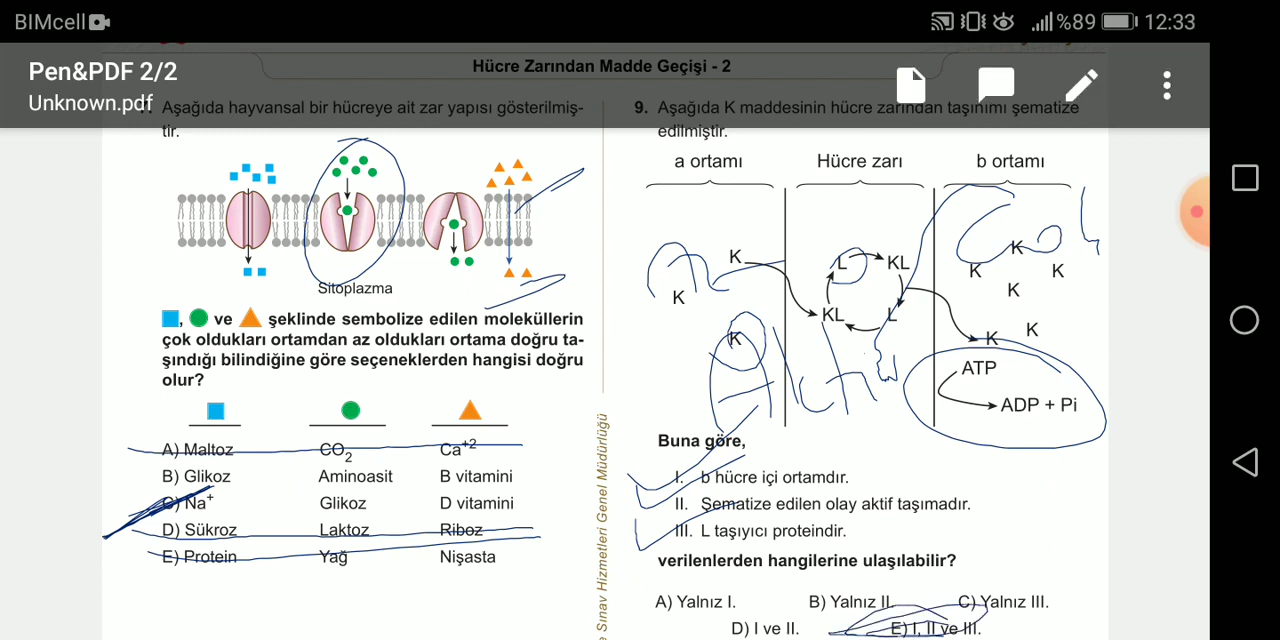 BIMcell
%89 12:33
Pen&PDF 2/2
Unknown.pdf
Hücre Zarından Madde Geçişi - 2
Aşağıda hayvansal bir hücreye ait zar yapısı gösterilmiş-
tir.
Sitoplazma
, ve şeklinde sembolize edilen moleküllerin
çok oldukları ortamdan az oldukları ortama doğru ta-
şındığı bilindiğine göre seçeneklerden hangisi doğru
olur?
A) Maltoz CO2 Ca+2
B) Glikoz Aminoasit B vitamini
C) Na+ Glikoz D vitamini
D) Sükroz Laktoz Riboz
E) Protein Yağ Nişasta
e Sınav Hizmetleri Genel Müdürlüğü
9. Aşağıda K maddesinin hücre zarından taşınımı şematize
edilmiştir.
a ortamı Hücre zarı b ortamı
K
K
K
L KL
KL L
K
K K
K
K K
ATP
ADP + Pi
Buna göre,
I. b hücre içi ortamdır.
II. Şematize edilen olay aktif taşımadır.
III. L taşıyıcı proteindir.
verilenlerden hangilerine ulaşılabilir?
A) Yalnız I. B) Yalnız II. C) Yalnız III.
D) I ve II. E) I, II ve III.